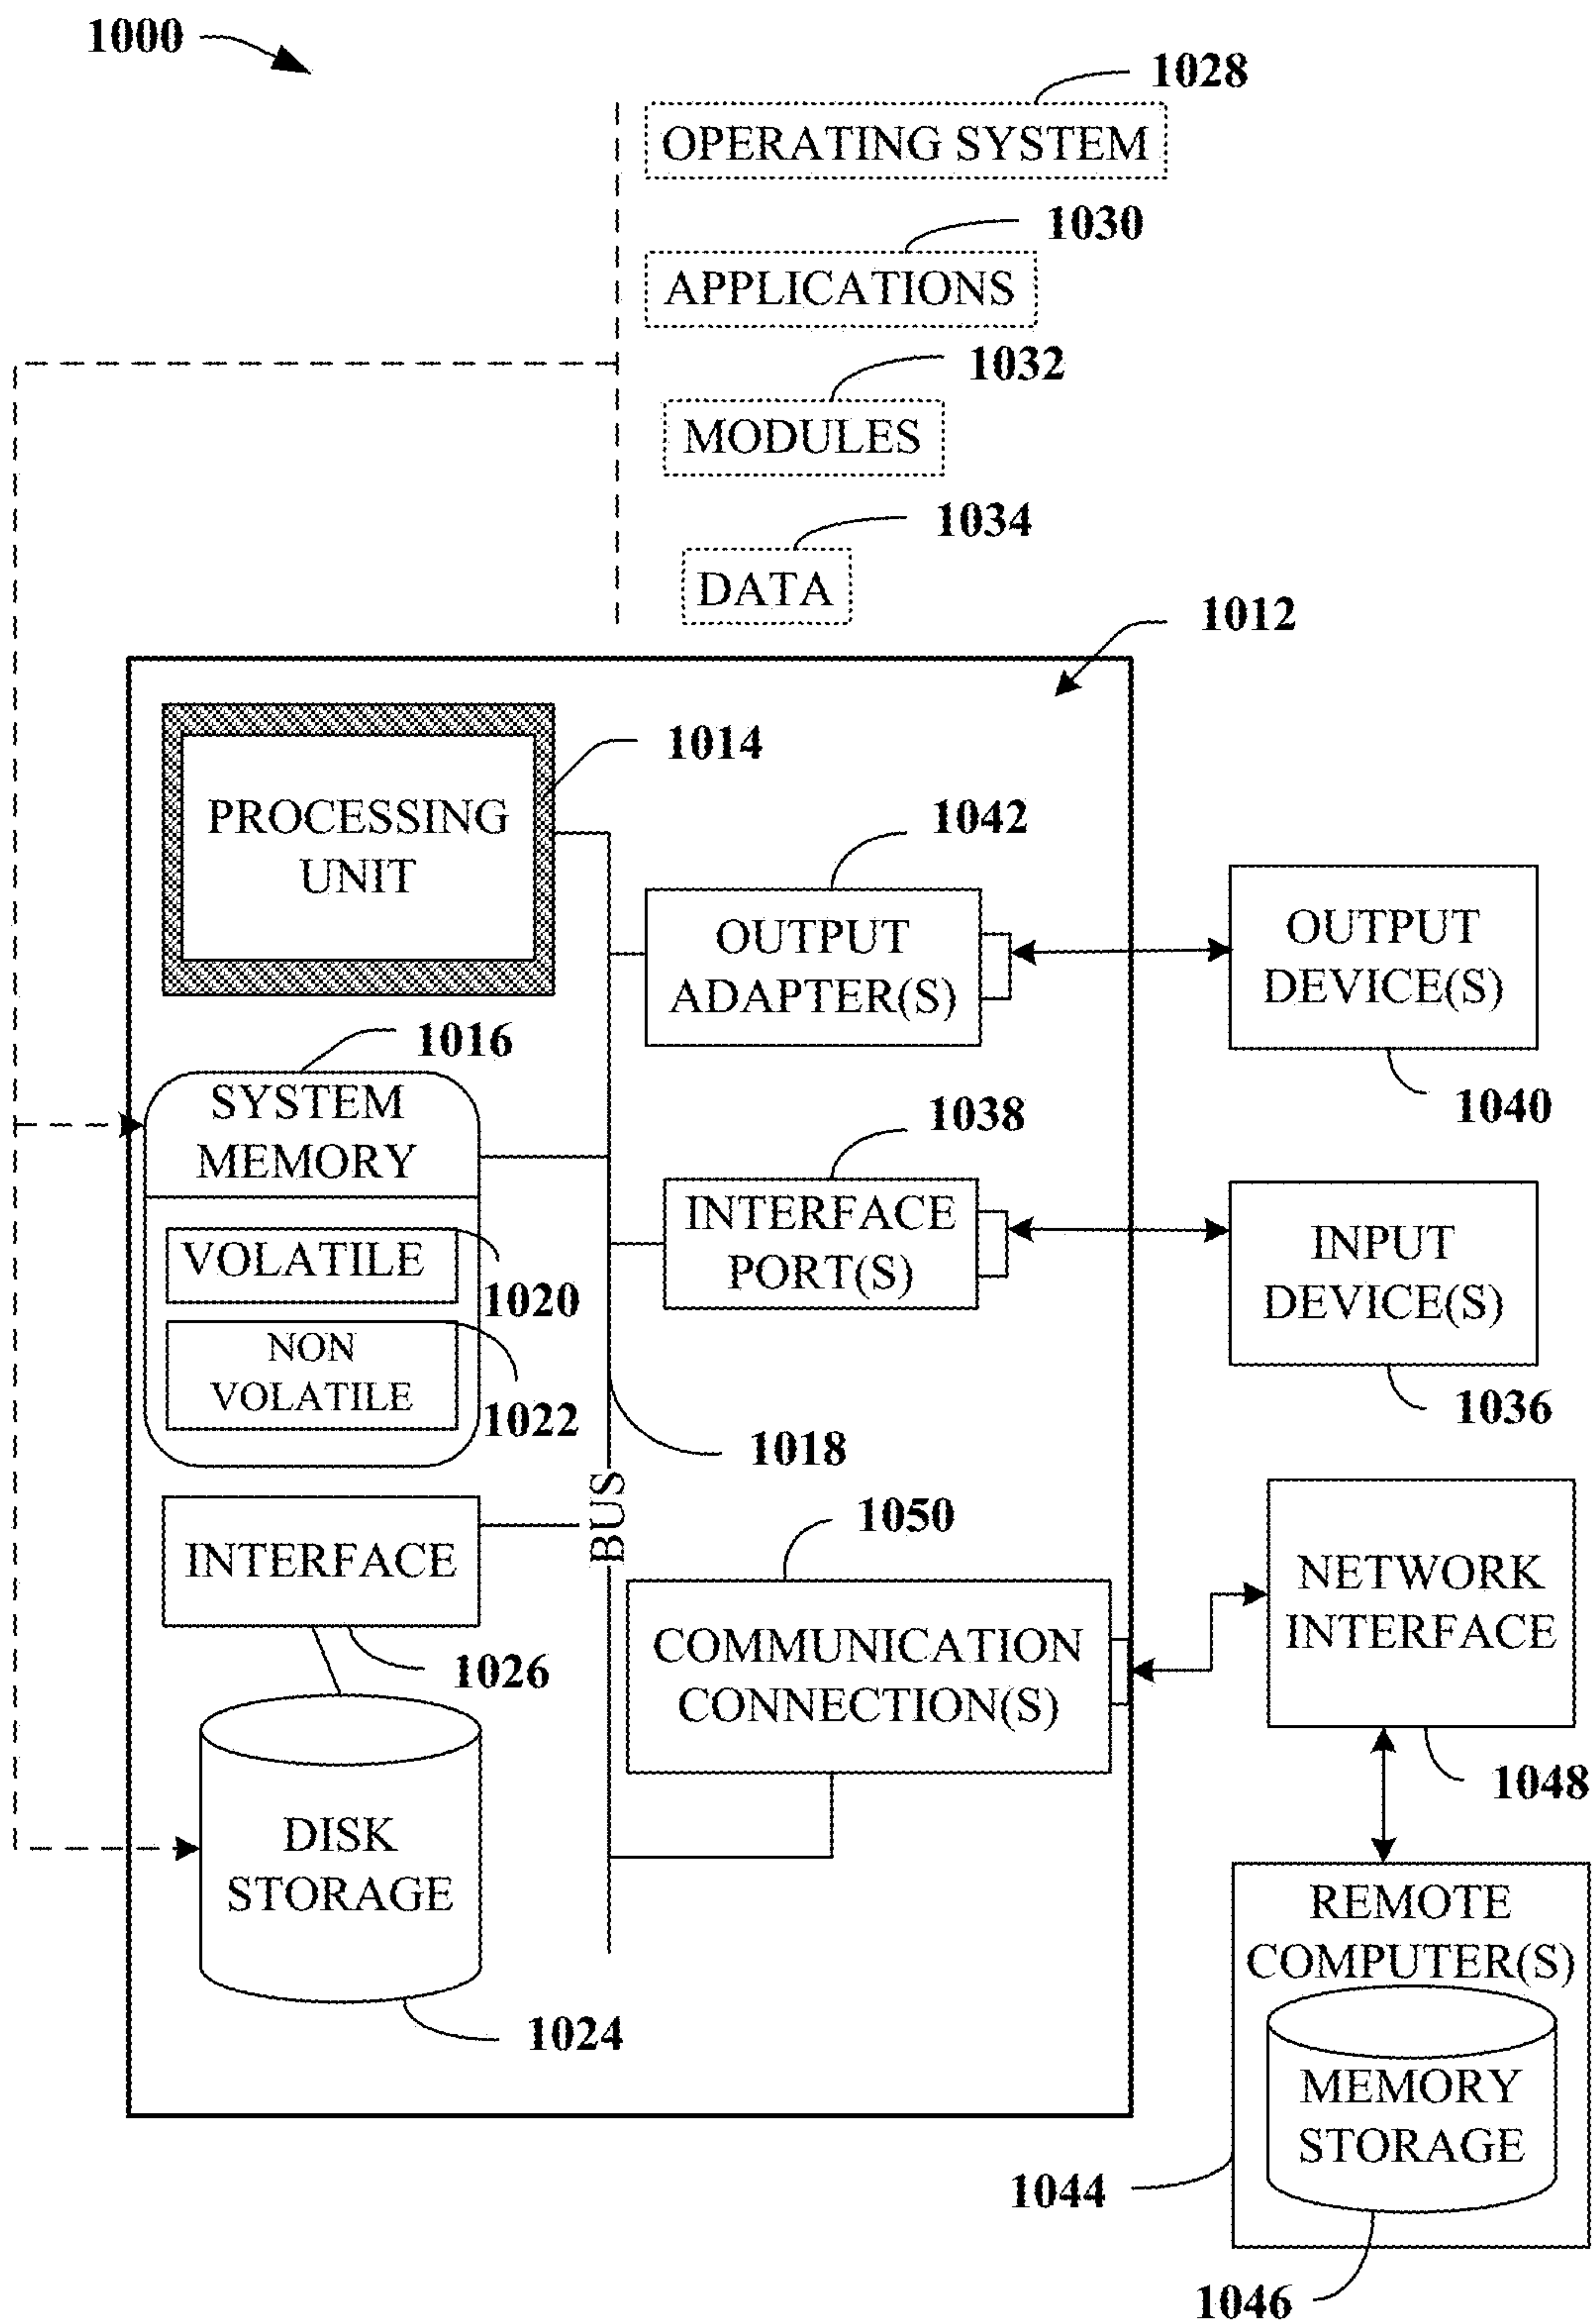 1000
1028
OPERATING SYSTEM
1030
APPLICATIONS
1032
MODULES
1034
DATA
1012
PROCESSING
UNIT
1014
1042
OUTPUT
ADAPTER(S)
OUTPUT
DEVICE(S)
1040
1016
SYSTEM
MEMORY
VOLATILE
1020
NON
VOLATILE
1022
1038
INTERFACE
PORT(S)
INPUT
DEVICE(S)
1036
1018
BUS
INTERFACE
1026
1050
COMMUNICATION
CONNECTION(S)
NETWORK
INTERFACE
1048
DISK
STORAGE
1024
REMOTE
COMPUTER(S)
MEMORY
STORAGE
1044
1046